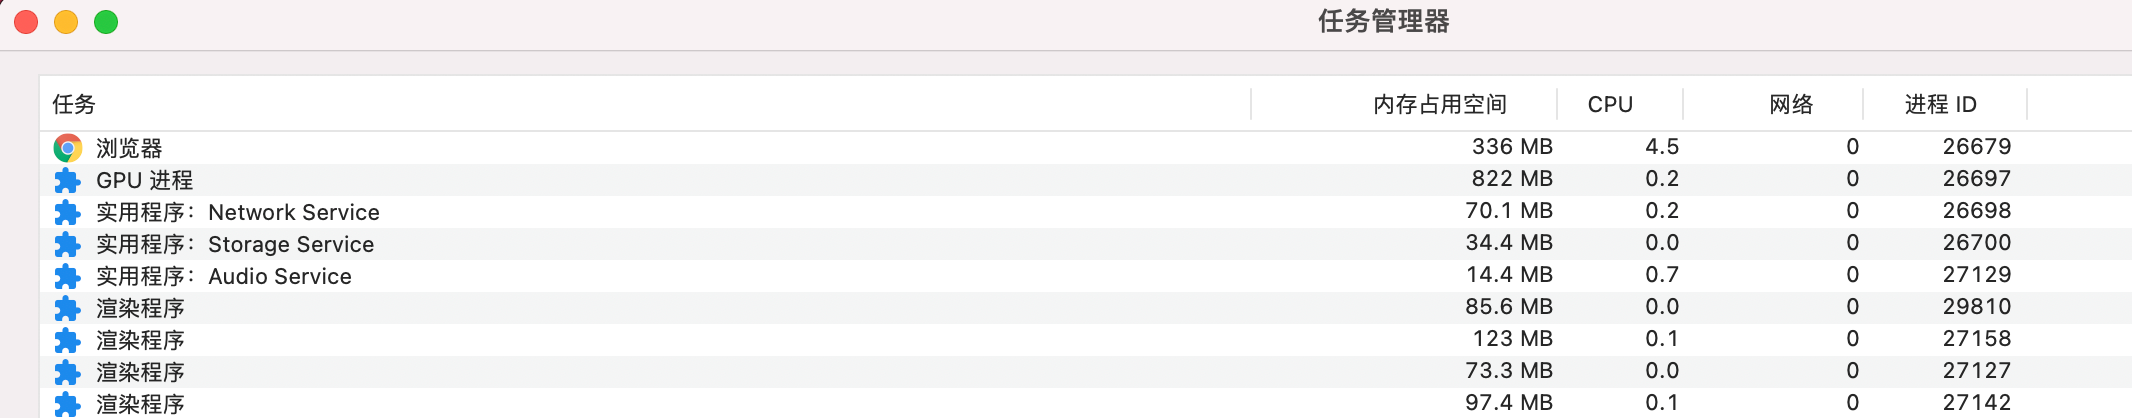 任务管理器
任务 内存占用空间 CPU 网络 进程 ID
浏览器 336 MB 4.5 0 26679
GPU 进程 822 MB 0.2 0 26697
实用程序：Network Service 70.1 MB 0.2 0 26698
实用程序：Storage Service 34.4 MB 0.0 0 26700
实用程序：Audio Service 14.4 MB 0.7 0 27129
渲染程序 85.6 MB 0.0 0 29810
渲染程序 123 MB 0.1 0 27158
渲染程序 73.3 MB 0.0 0 27127
渲染程序 97.4 MB 0.1 0 27142